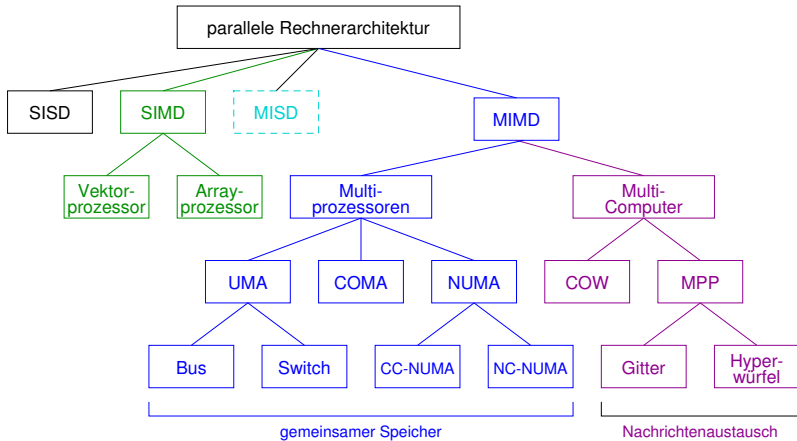 parallele Rechnerarchitektur
SISD
SIMD
MISD
MIMD
Vektor-
prozessor
Array-
prozessor
Multi-
prozessoren
Multi-
Computer
UMA
COMA
NUMA
COW
MPP
Bus
Switch
CC-NUMA
NC-NUMA
Gitter
Hyper-
würfel
gemeinsamer Speicher
Nachrichtenaustausch